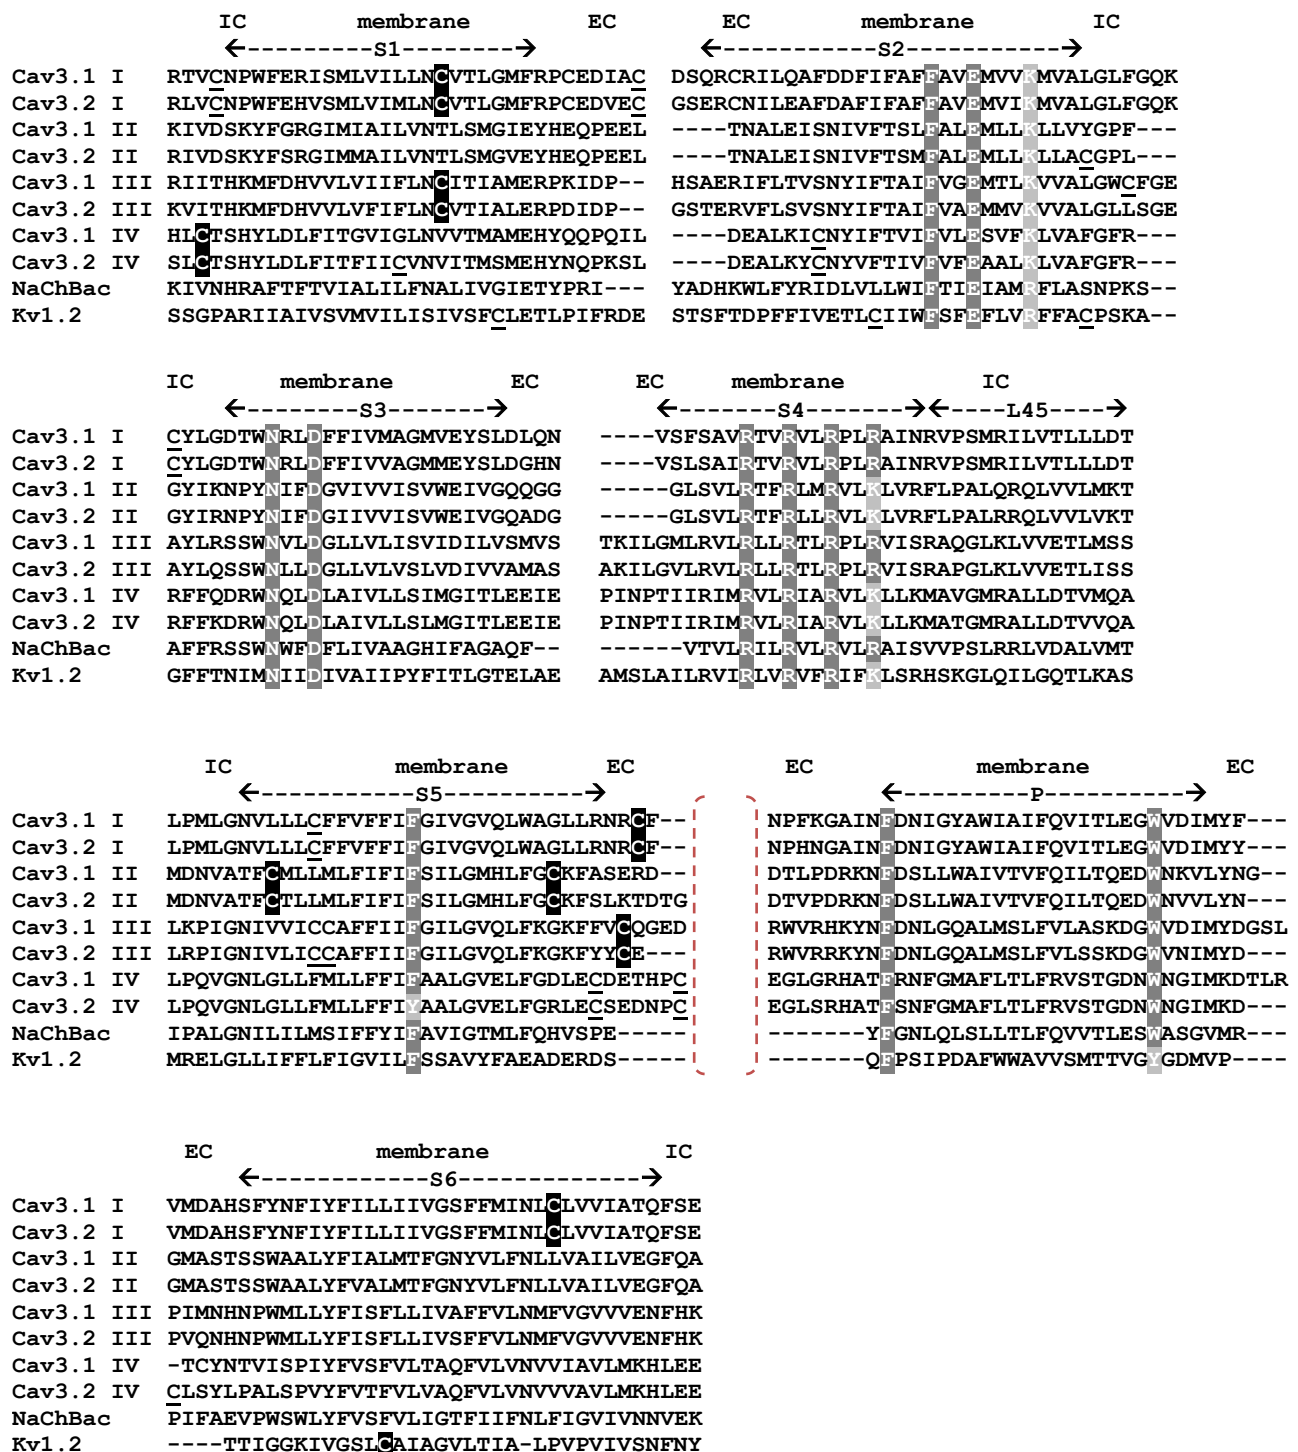 IC membrane EC EC membrane IC
←---------S1---------→ ←-----------S2-----------→
Cav3.1 I RTVCNPWFERISMLVILLNCVTLGMFRPCEDIAC DSQRCRILQAFDDFIFAFFAVEMVVKMVALGLFGQK
Cav3.2 I RLVCNPWFEHVSMLVIMLNCVTLGMFRPCEDVEC GSERCNILEAFDAFIFAFFAVEMVIKMVALGLFGQK
Cav3.1 II KIVDSKYFGRGIMIAILVNTLSMGIEYHEQPEEL ----TNALEISNIVFTSLFALEMLLKLLVYGPF---
Cav3.2 II RIVDSKYFSRGIMMAILVNTLSMGVEYHEQPEEL ----TNALEISNIVFTSMFALEMLLKLLACGPL---
Cav3.1 III RIITHKMFDHVVLVIIFLNCITIAMERPKIDP-- HSAERIFLTVSNYIFTAIFVGEMTLKVVALGWCFGE
Cav3.2 III KVITHKMFDHVVLVFIFLNCVTIALERPDIDP-- GSTERVFLSVSNYIFTAIFVAEMMVKVVALGLLSGE
Cav3.1 IV HLCTSHYLDLFITGVIGLNVVTMAMEHYQQPQIL ----DEALKICNYIFTVIFVLESVFKLVAFGFR---
Cav3.2 IV SLCTSHYLDLFITFIICVNVITMSMEHYNQPKSL ----DEALKYCNYVFTIVFVFEAALKLVAFGFR---
NaChBac KIVNHRAFTFTVIALILFNALIVGIETYPRI--- YADHKWLFYRIDLVLLWIFTIEIAMRFLASNPKS--
Kv1.2 SSGPARIIAIVSVMVILISIVSFCLETLPIFRDE STSFTDPFFIVETLCIIWFSFEFLVRFFACPSKA--
IC membrane EC EC membrane IC
←--------S3-------→ ←-------S4--------→←----L45----→
Cav3.1 I CYLGDTWNRLDFFIVMAGMVEYSLDLQN ----VSFSAVRTVRVLRPLRAINRVPSMRILVTLLLDT
Cav3.2 I CYLGDTWNRLDFFIVVAGMMEYSLDGHN ----VSLSAIRTVRVLRPLRAINRVPSMRILVTLLLDT
Cav3.1 II GYIKNPYNIFDGVIVVISVWEIVGQQGG -----GLSVLRTFRLMRVLKLVRFLPALQRQLVVLMKT
Cav3.2 II GYIRNPYNIFDGIIVVISVWEIVGQADG -----GLSVLRTFRLLRVLKLVRFLPALRRQLVVLVKT
Cav3.1 III AYLRSSWNVLDGLLVLISVIDILVSMVS TKILGMLRVLRLLRTLRPLRVISRAQGLKLVVETLMSS
Cav3.2 III AYLQSSWNLLDGLLVLVSLVDIVVAMAS AKILGVLRVLRLLRTLRPLRVISRAPGLKLVVETLISS
Cav3.1 IV RFFQDRWNQLDLAIVLLSIMGITLEEIE PINPTIIRIMRVLRIARVLKLLKMAVGMRALLDTVMQA
Cav3.2 IV RFFKDRWNQLDLAIVLLSLMGITLEEIE PINPTIIRIMRVLRIARVLKLLKMATGMRALLDTVVQA
NaChBac AFFRSSWNWFDFLIVAAGHIFAGAQF-- ------VTVLRILRVLRVLRAISVVPSLRRLVDALVMT
Kv1.2 GFFTNIMNIIDIVAIIPYFITLGTELAE AMSLAILRVIRLVRVFRIFKLSRHSKGLQILGQTLKAS
IC membrane EC EC membrane EC
←-----------S5-----------→ ←---------P----------→
Cav3.1 I LPMLGNVLLLCFFVFFIFGIVGVQLWAGLLRNRCF-- NPFKGAINFDNIGYAWIAIFQVITLEGWVDIMYF---
Cav3.2 I LPMLGNVLLLCFFVFFIFGIVGVQLWAGLLRNRCF-- NPHNGAINFDNIGYAWIAIFQVITLEGWVDIMYY---
Cav3.1 II MDNVATFCMLLMLFIFIFSILGMHLFGCKFASERD-- DTLPDRKNFDSLLWAIVTVFQILTQEDWNKVLYNG--
Cav3.2 II MDNVATFCTLLMLFIFIFSILGMHLFGCKFSLKTDTG DTVPDRKNFDSLLWAIVTVFQILTQEDWNVVLYN---
Cav3.1 III LKPIGNIVVICCAFFIIFGILGVQLFKGKFFVCQGED RWVRHKYNFDNLGQALMSLFVLASKDGWVDIMYDGSL
Cav3.2 III LRPIGNIVLICCAFFIIFGILGVQLFKGKFYYCE--- RWVRRKYNFDNLGQALMSLFVLSSKDGWVNIMYD---
Cav3.1 IV LPQVGNLGLLFMLLFFIFAALGVELFGDLECDETHPC EGLGRHATFRNFGMAFLTLFRVSTGDNWNGIMKDTLR
Cav3.2 IV LPQVGNLGLLFMLLFFIYAALGVELFGRLECSEDNPC EGLSRHATFSNFGMAFLTLFRVSTGDNWNGIMKD---
NaChBac IPALGNILILMSIFFYIFAVIGTMLFQHVSPE----- -------YFGNLQLSLLTLFQVVTLESWASGVMR---
Kv1.2 MRELGLLIFFLFIGVILFSSAVYFAEADERDS----- -------QFPSIPDAFWWAVVSMTTVGYGDMVP----
EC membrane IC
←------------S6--------------→
Cav3.1 I VMDAHSFYNFIYFILLIIVGSFFMINLCLVVIATQFSE
Cav3.2 I VMDAHSFYNFIYFILLIIVGSFFMINLCLVVIATQFSE
Cav3.1 II GMASTSSWAALYFIALMTFGNYVLFNLLVAILVEGFQA
Cav3.2 II GMASTSSWAALYFVALMTFGNYVLFNLLVAILVEGFQA
Cav3.1 III PIMNHNPWMLLYFISFLLIVAFFVLNMFVGVVVENFHK
Cav3.2 III PVQNHNPWMLLYFISFLLIVSFFVLNMFVGVVVENFHK
Cav3.1 IV -TCYNTVISPIYFVSFVLTAQFVLVNVVIAVLMKHLEE
Cav3.2 IV CLSYLPALSPVYFVTFVLVAQFVLVNVVVAVLMKHLEE
NaChBac PIFAEVPWSWLYFVSFVLIGTFIIFNLFIGVIVNNVEK
Kv1.2 ----TTIGGKIVGSLCAIAGVLTIA-LPVPVIVSNFNY